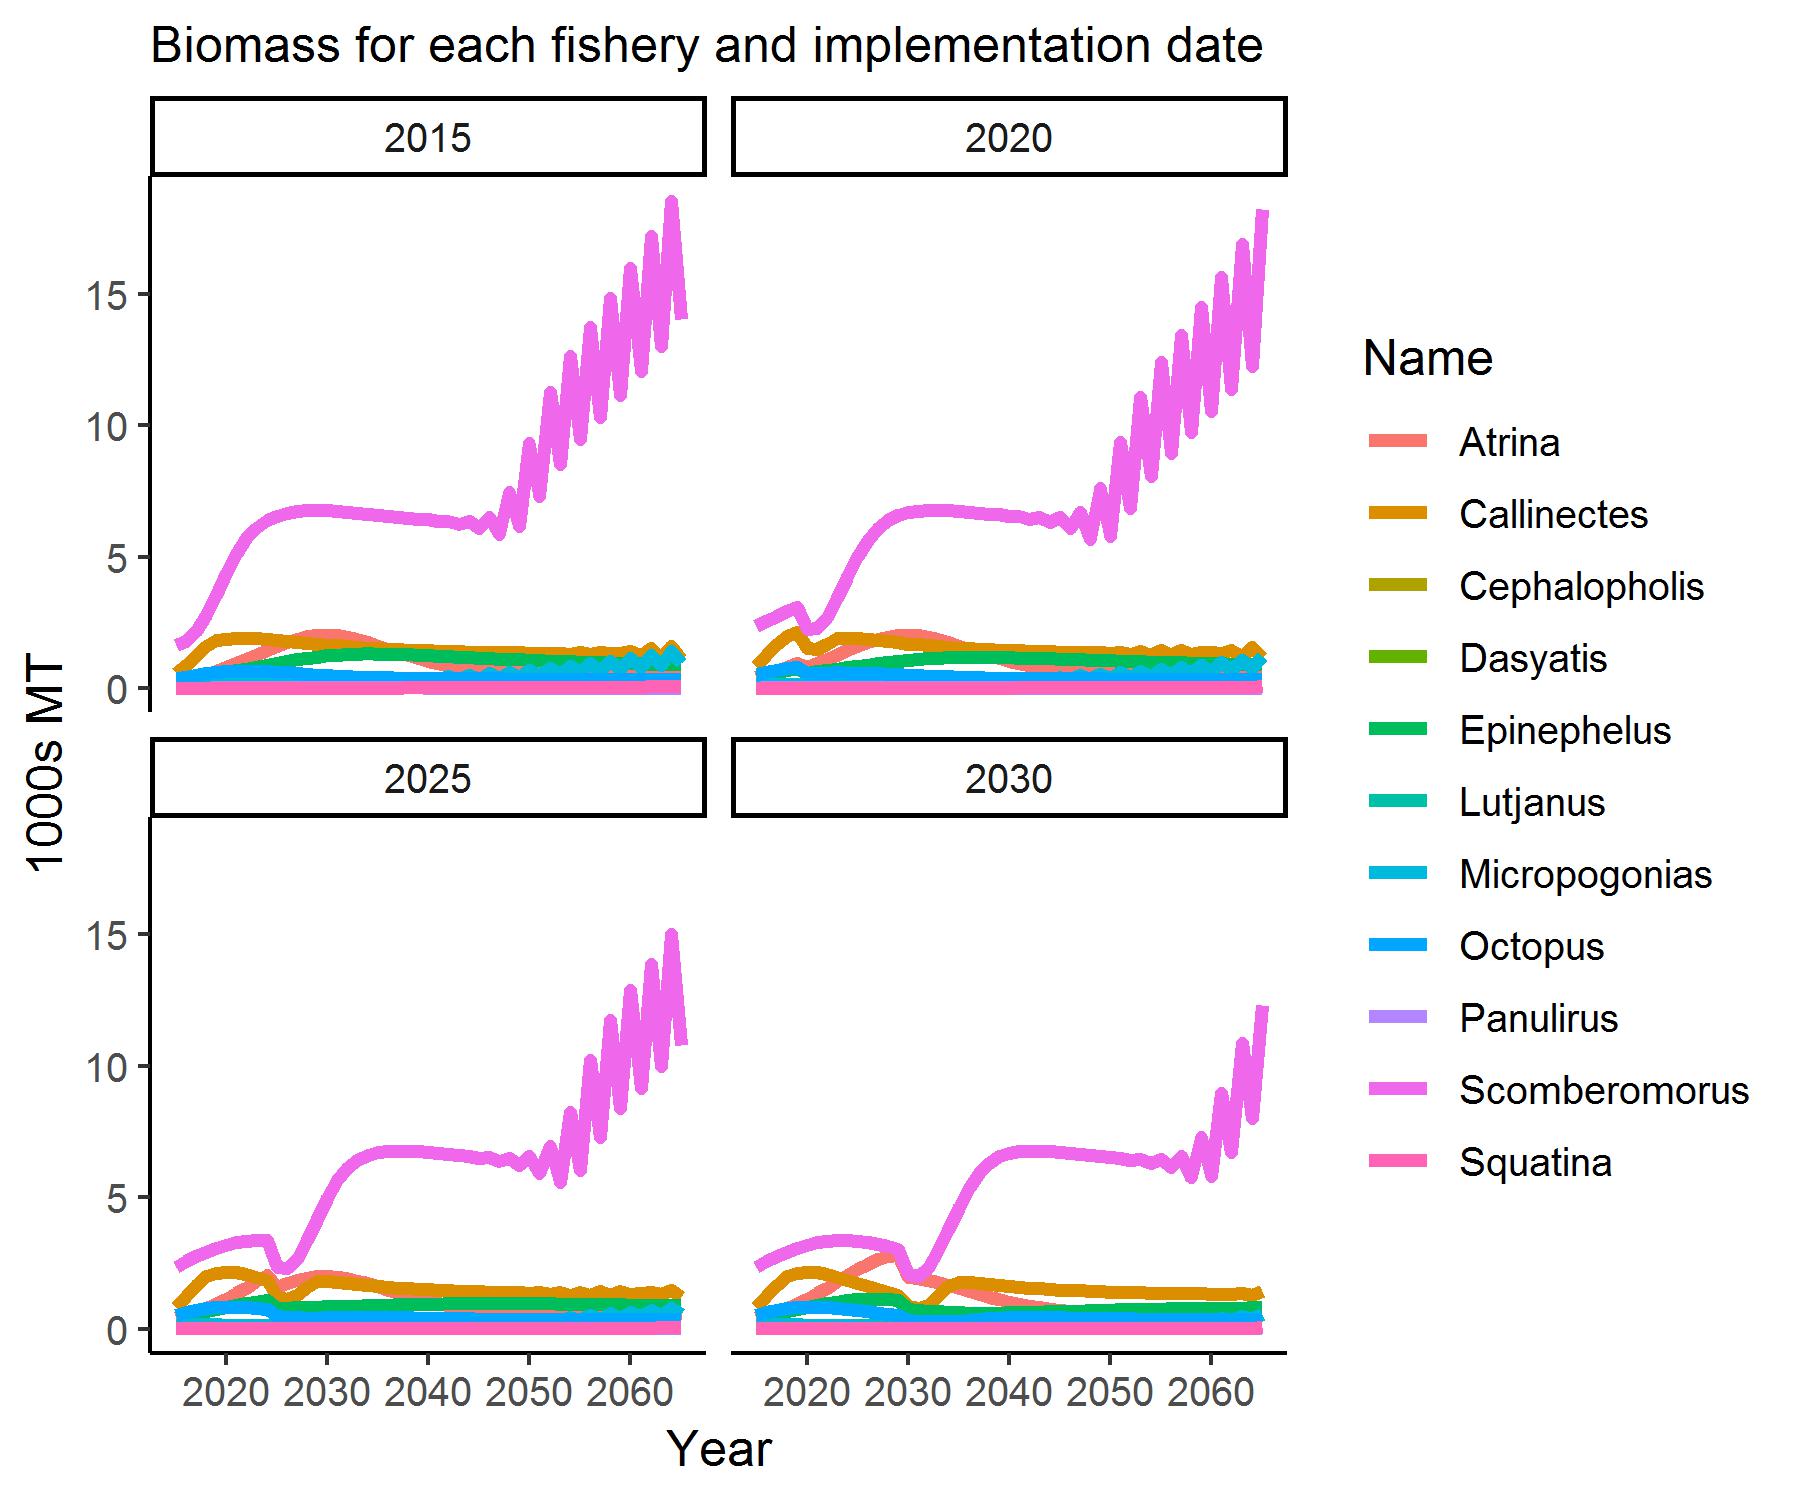 Biomass for each fishery and implementation date
2015
2020
15
10
5
0
2025
2030
15
10
5
0
2020 2030 2040 2050 2060
2020 2030 2040 2050 2060
Year
1000s MT
Name
Atrina
Callinectes
Cephalopholis
Dasyatis
Epinephelus
Lutjanus
Micropogonias
Octopus
Panulirus
Scomberomorus
Squatina